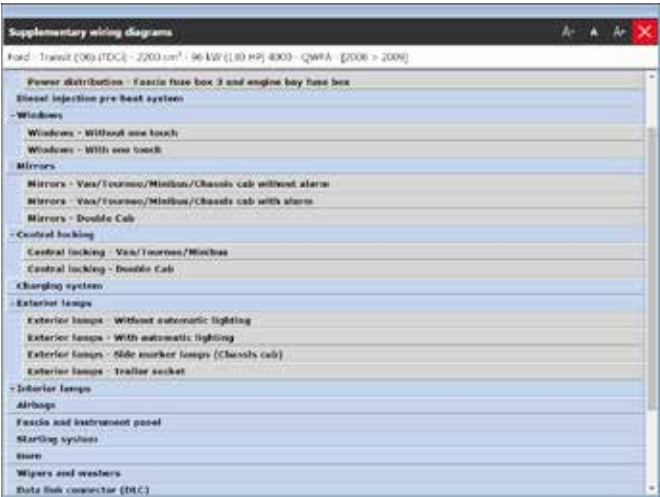 Supplementary wiring diagrams
A- A A+
Ford - Transit ('06) (TDCi) - 2200 cm³ - 96 kW (130 HP) 4000 - QWFA - [2006 > 2009]
Power distribution - Fascia fuse box 3 and engine bay fuse box
Diesel injection pre heat system
- Windows
Windows - Without one touch
Windows - With one touch
Mirrors
Mirrors - Van/Tourneo/Minibus/Chassis cab without alarm
Mirrors - Van/Tourneo/Minibus/Chassis cab with alarm
Mirrors - Double Cab
- Central locking
Central locking - Van/Tourneo/Minibus
Central locking - Double Cab
Charging system
- Exterior lamps
Exterior lamps - Without automatic lighting
Exterior lamps - With automatic lighting
Exterior lamps - Side marker lamps (Chassis cab)
Exterior lamps - Trailer socket
- Interior lamps
Airbags
Fascia and instrument panel
Starting system
Horn
Wipers and washers
Data link connector (DLC)